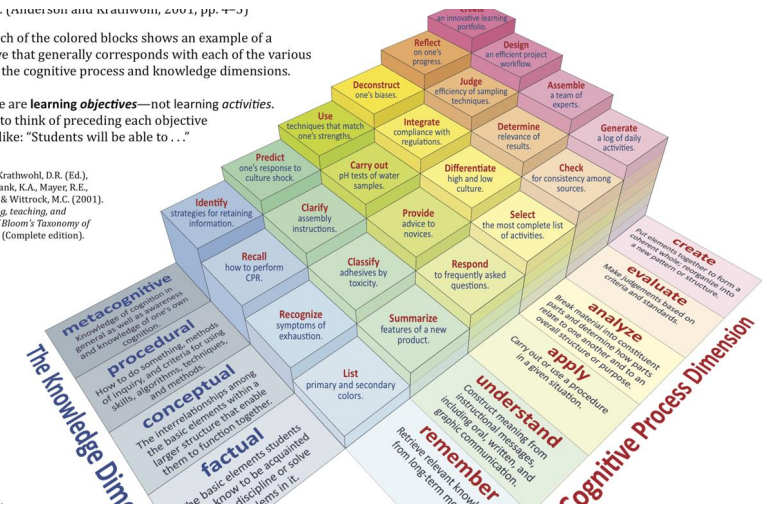 . (Anderson and Krathwohl, 2001, pp. 4–5)
ch of the colored blocks shows an example of a
ve that generally corresponds with each of the various
the cognitive process and knowledge dimensions.
e are learning objectives—not learning activities.
to think of preceding each objective
like: “Students will be able to . . .”
Krathwohl, D.R. (Ed.),
ank, K.A., Mayer, R.E.,
& Wittrock, M.C. (2001).
g, teaching, and
f Bloom's Taxonomy of
(Complete edition).
Create
an innovative learning
portfolio.
Reflect
on one's
progress.
Design
an efficient project
workflow.
Deconstruct
one's biases.
Judge
efficiency of sampling
techniques.
Assemble
a team of
experts.
Use
techniques that match
one's strengths.
Integrate
compliance with
regulations.
Determine
relevance of
results.
Generate
a log of daily
activities.
Predict
one's response to
culture shock.
Carry out
pH tests of water
samples.
Differentiate
high and low
culture.
Check
for consistency among
sources.
Identify
strategies for retaining
information.
Clarify
assembly
instructions.
Provide
advice to
novices.
Select
the most complete list
of activities.
Recall
how to perform
CPR.
Classify
adhesives by
toxicity.
Respond
to frequently asked
questions.
Recognize
symptoms of
exhaustion.
Summarize
features of a new
product.
List
primary and secondary
colors.
metacognitive
Knowledge of cognition in
general as well as awareness
and knowledge of one's own
cognition.
procedural
How to do something, methods
of inquiry, and criteria for using
skills, algorithms, techniques,
and methods.
conceptual
The interrelationships among
the basic elements within a
larger structure that enable
them to function together.
factual
he basic elements students
know to be acquainted
discipline or solve
ems in it.
The Knowledge Dime
create
Put elements together to form a
coherent whole; reorganize into
a new pattern or structure.
evaluate
Make judgements based on
criteria and standards.
analyze
Break material into constituent
parts and determine how parts
relate to one another and to an
overall structure or purpose
apply
Carry out or use a procedure
in a given situation.
understand
Construct meaning from
instructional messages,
including oral, written, and
graphic communication.
remember
Retrieve relevant know
from long-term me
Cognitive Process Dimension